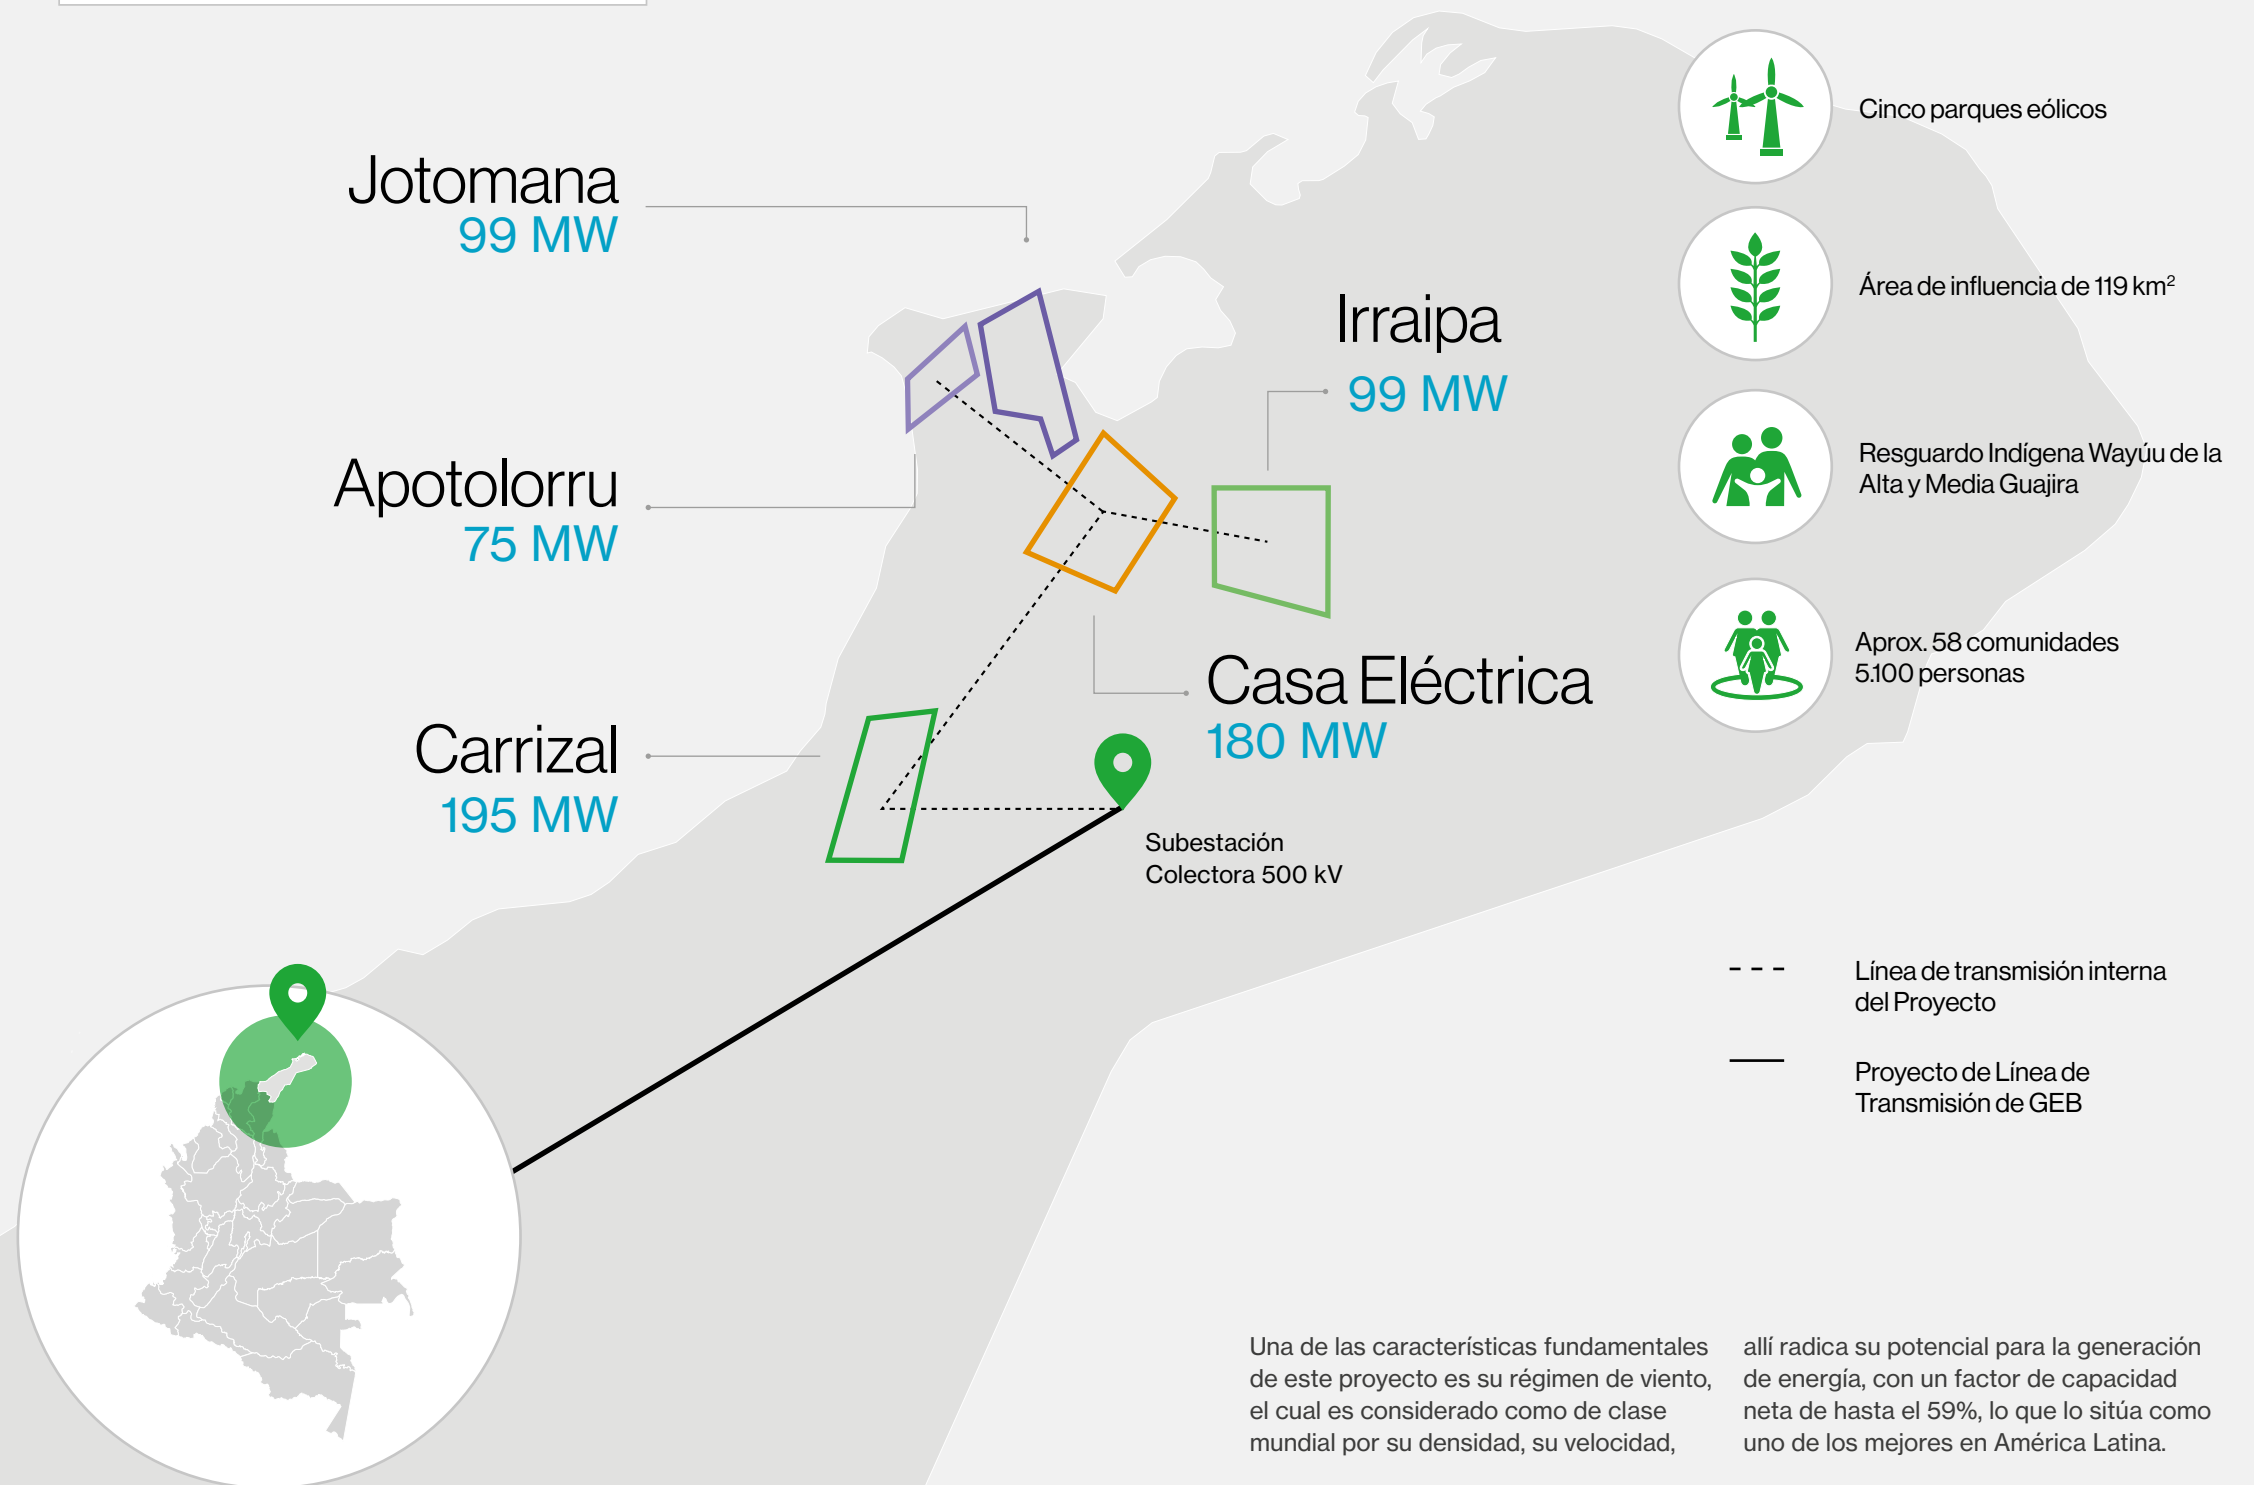 Jotomana
99 MW
Apotolorru
75 MW
Carrizal
195 MW
Irraipa
99 MW
Casa Eléctrica
180 MW
Subestación
Colectora 500 kV
Cinco parques eólicos
Área de influencia de 119 km²
Resguardo Indígena Wayúu de la
Alta y Media Guajira
Aprox. 58 comunidades
5.100 personas
Línea de transmisión interna
del Proyecto
Proyecto de Línea de
Transmisión de GEB
Una de las características fundamentales
de este proyecto es su régimen de viento,
el cual es considerado como de clase
mundial por su densidad, su velocidad,
allí radica su potencial para la generación
de energía, con un factor de capacidad
neta de hasta el 59%, lo que lo sitúa como
uno de los mejores en América Latina.